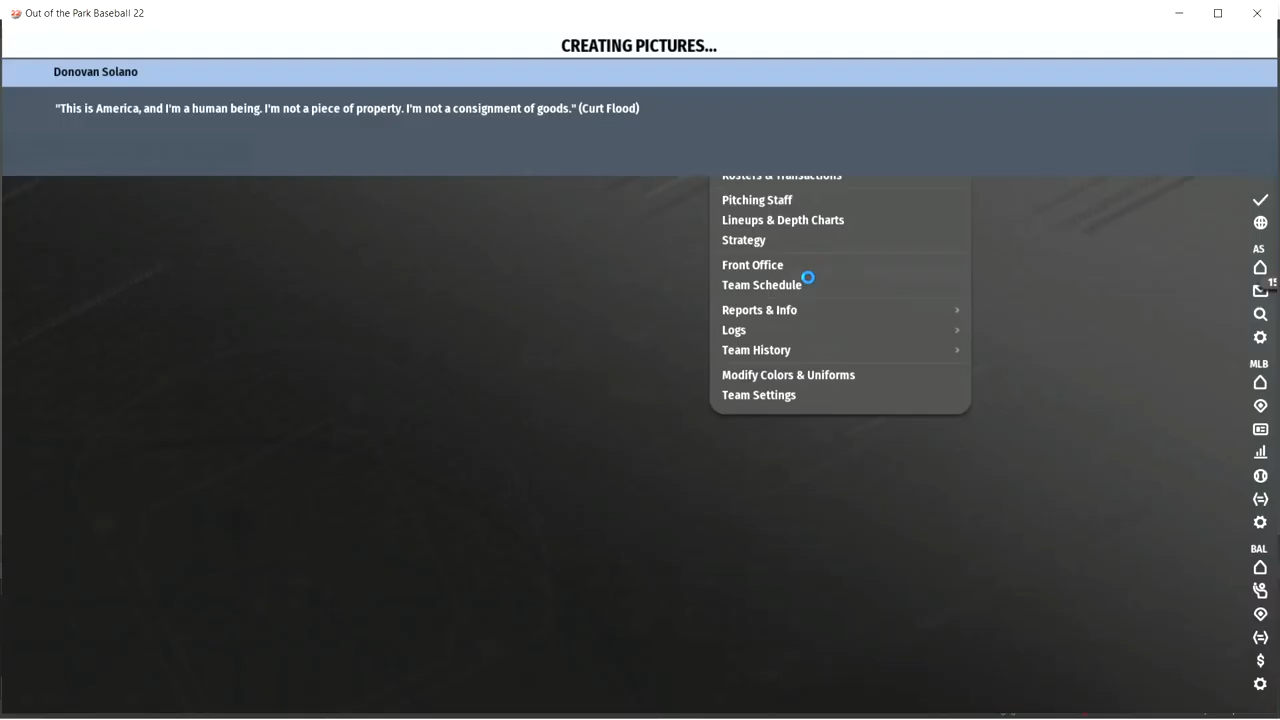 Out of the Park Baseball 22
CREATING PICTURES...
Donovan Solano
"This is America, and I'm a human being. I'm not a piece of property. I'm not a consignment of goods." (Curt Flood)
Rosters & Transactions
Pitching Staff
Lineups & Depth Charts
Strategy
Front Office
Team Schedule
Reports & Info
Logs
Team History
Modify Colors & Uniforms
Team Settings
AS
15
MLB
BAL